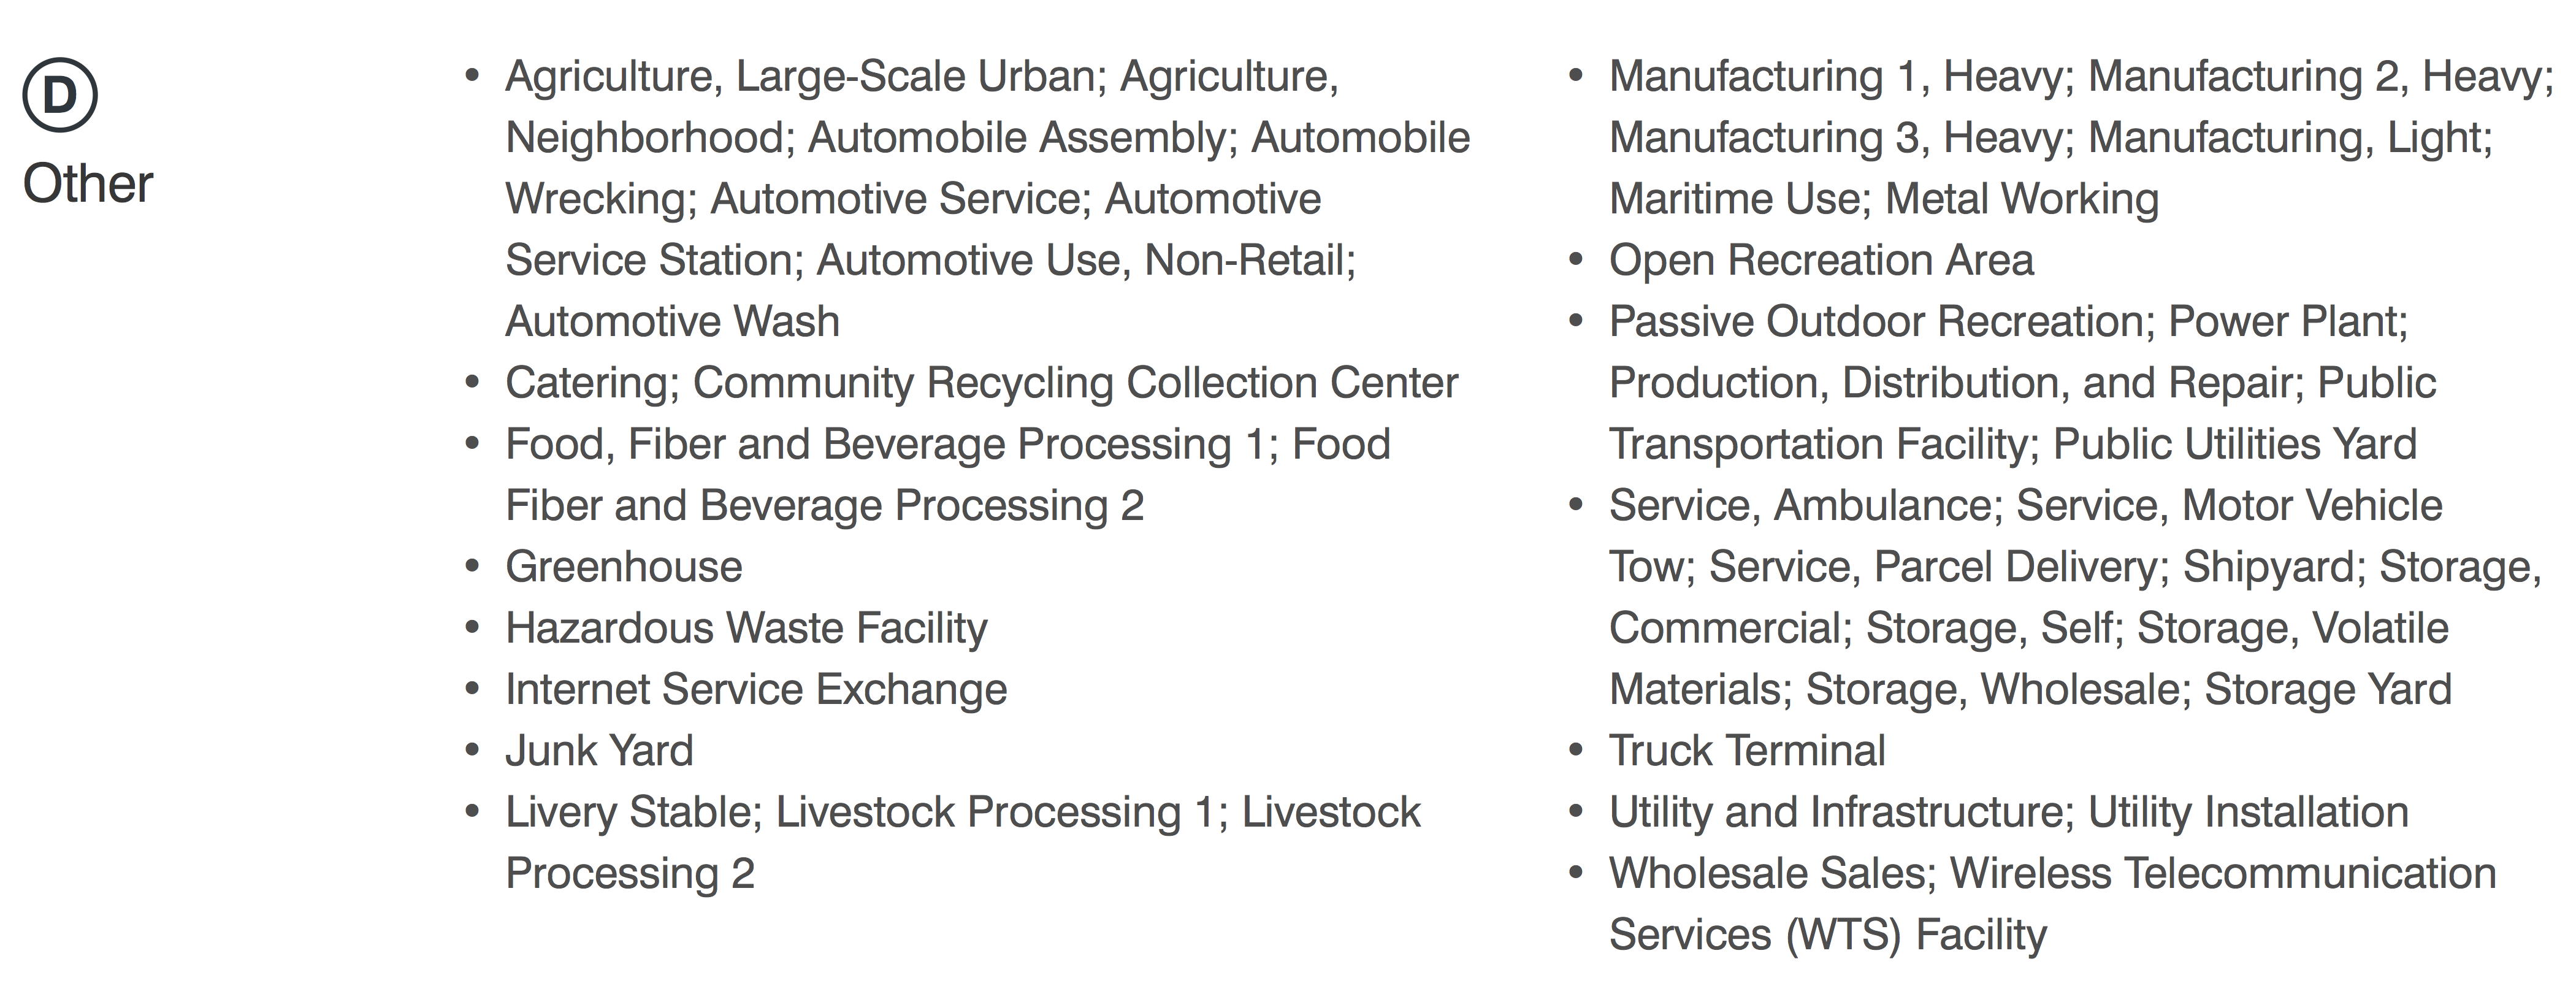 D
Other
• Agriculture, Large-Scale Urban; Agriculture,
Neighborhood; Automobile Assembly; Automobile
Wrecking; Automotive Service; Automotive
Service Station; Automotive Use, Non-Retail;
Automotive Wash
• Catering; Community Recycling Collection Center
• Food, Fiber and Beverage Processing 1; Food
Fiber and Beverage Processing 2
• Greenhouse
• Hazardous Waste Facility
• Internet Service Exchange
• Junk Yard
• Livery Stable; Livestock Processing 1; Livestock
Processing 2
• Manufacturing 1, Heavy; Manufacturing 2, Heavy;
Manufacturing 3, Heavy; Manufacturing, Light;
Maritime Use; Metal Working
• Open Recreation Area
• Passive Outdoor Recreation; Power Plant;
Production, Distribution, and Repair; Public
Transportation Facility; Public Utilities Yard
• Service, Ambulance; Service, Motor Vehicle
Tow; Service, Parcel Delivery; Shipyard; Storage,
Commercial; Storage, Self; Storage, Volatile
Materials; Storage, Wholesale; Storage Yard
• Truck Terminal
• Utility and Infrastructure; Utility Installation
• Wholesale Sales; Wireless Telecommunication
Services (WTS) Facility